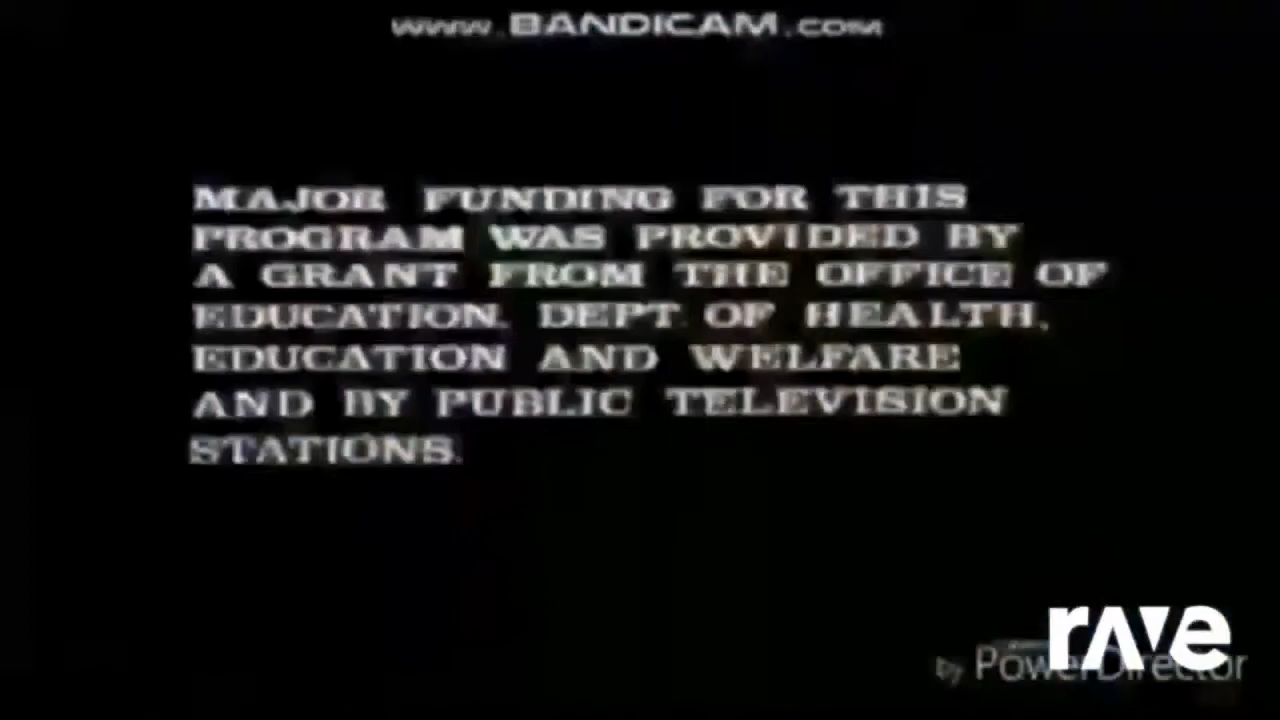 www.BANDICAM.com
MAJOR FUNDING FOR THIS
PROGRAM WAS PROVIDED BY
A GRANT FROM THE OFFICE OF
EDUCATION, DEPT. OF HEALTH,
EDUCATION AND WELFARE
AND BY PUBLIC TELEVISION
STATIONS.
rave
by PowerDirector